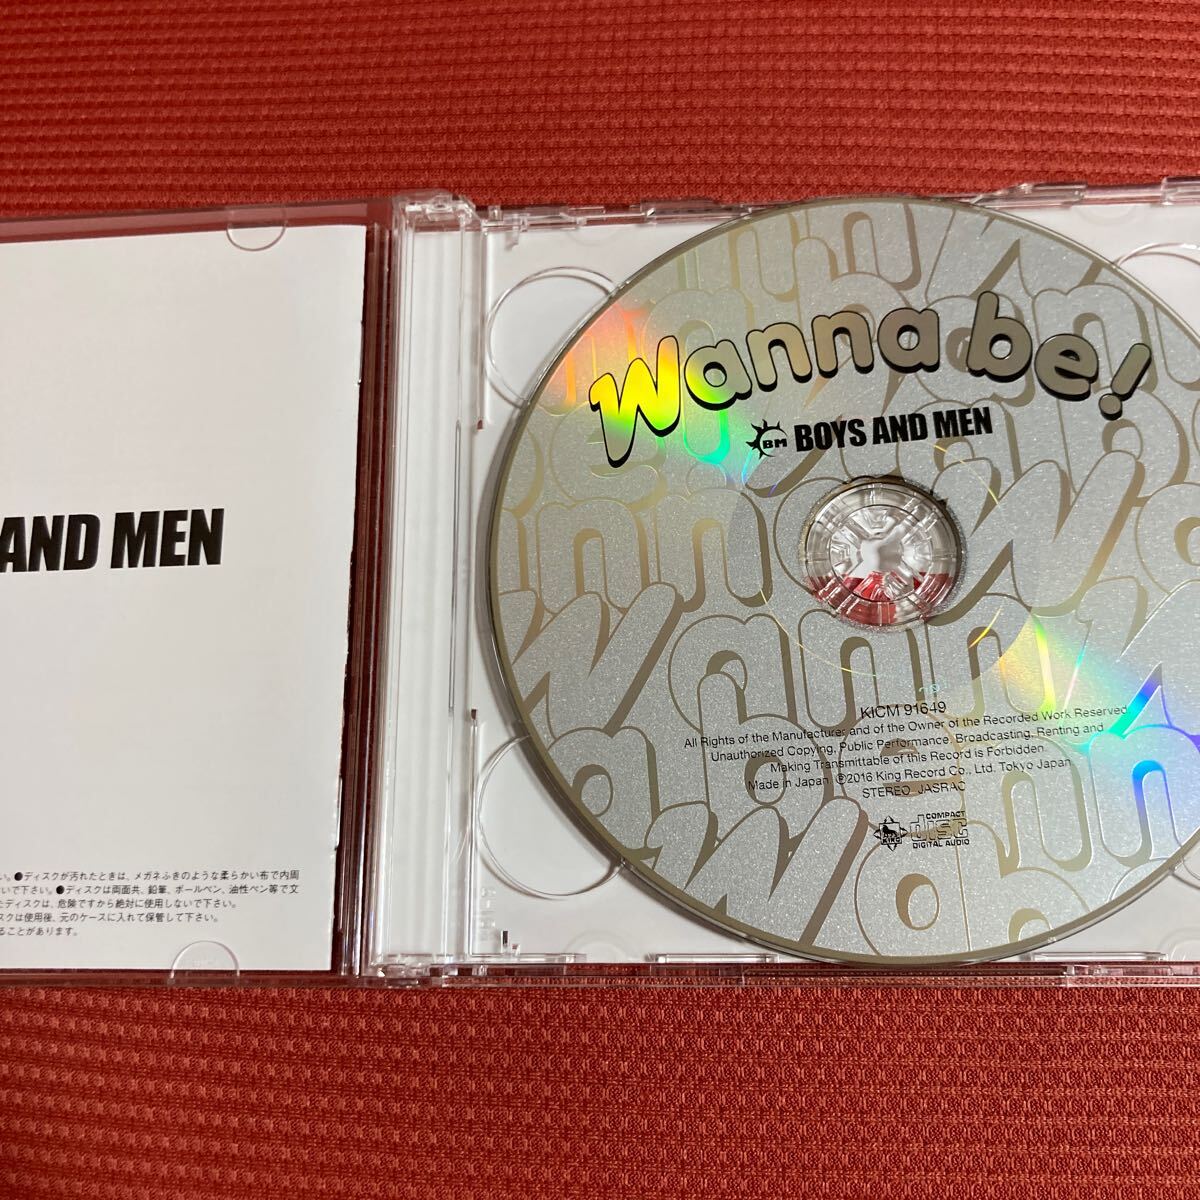 AND MEN
い。●ディスクが汚れたときは、メガネふきのような柔らかい布で内周
いで下さい。●ディスクは両面共、鉛筆、ボールペン、油性ペン等で文
たディスクは、危険ですから絶対に使用しないで下さい。
スクは使用後、元のケースに入れて保管して下さい。
ることがあります。
Wanna be!
BM BOYS AND MEN
KICM 91649
All Rights of the Manufacturer and of the Owner of the Recorded Work Reserved.
Unauthorized Copying, Public Performance, Broadcasting, Renting and
Making Transmittable of this Record is Forbidden.
Made in Japan Ⓟ2016 King Record Co., Ltd. Tokyo Japan
STEREO JASRAC
KING
COMPACT
disc
DIGITAL AUDIO